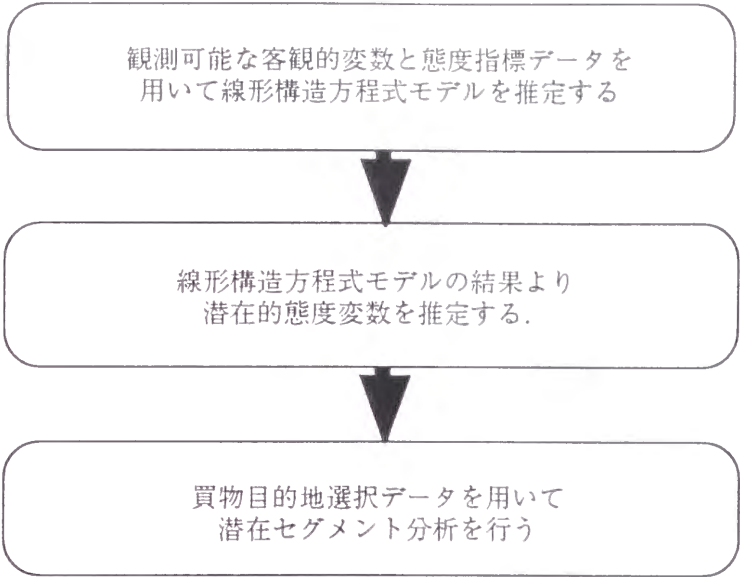 観測可能な客観的変数と態度指標データを
用いて線形構造方程式モデルを推定する
線形構造方程式モデルの結果より
潜在的態度変数を推定する.
買物目的地選択データを用いて
潜在セグメント分析を行う